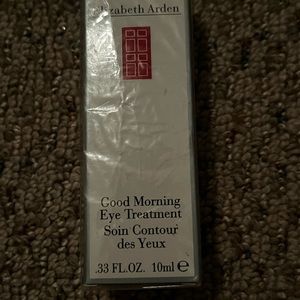 Elizabeth Arden
Good Morning
Eye Treatment
Soin Contour
des Yeux
.33 FL.OZ. 10ml ℮